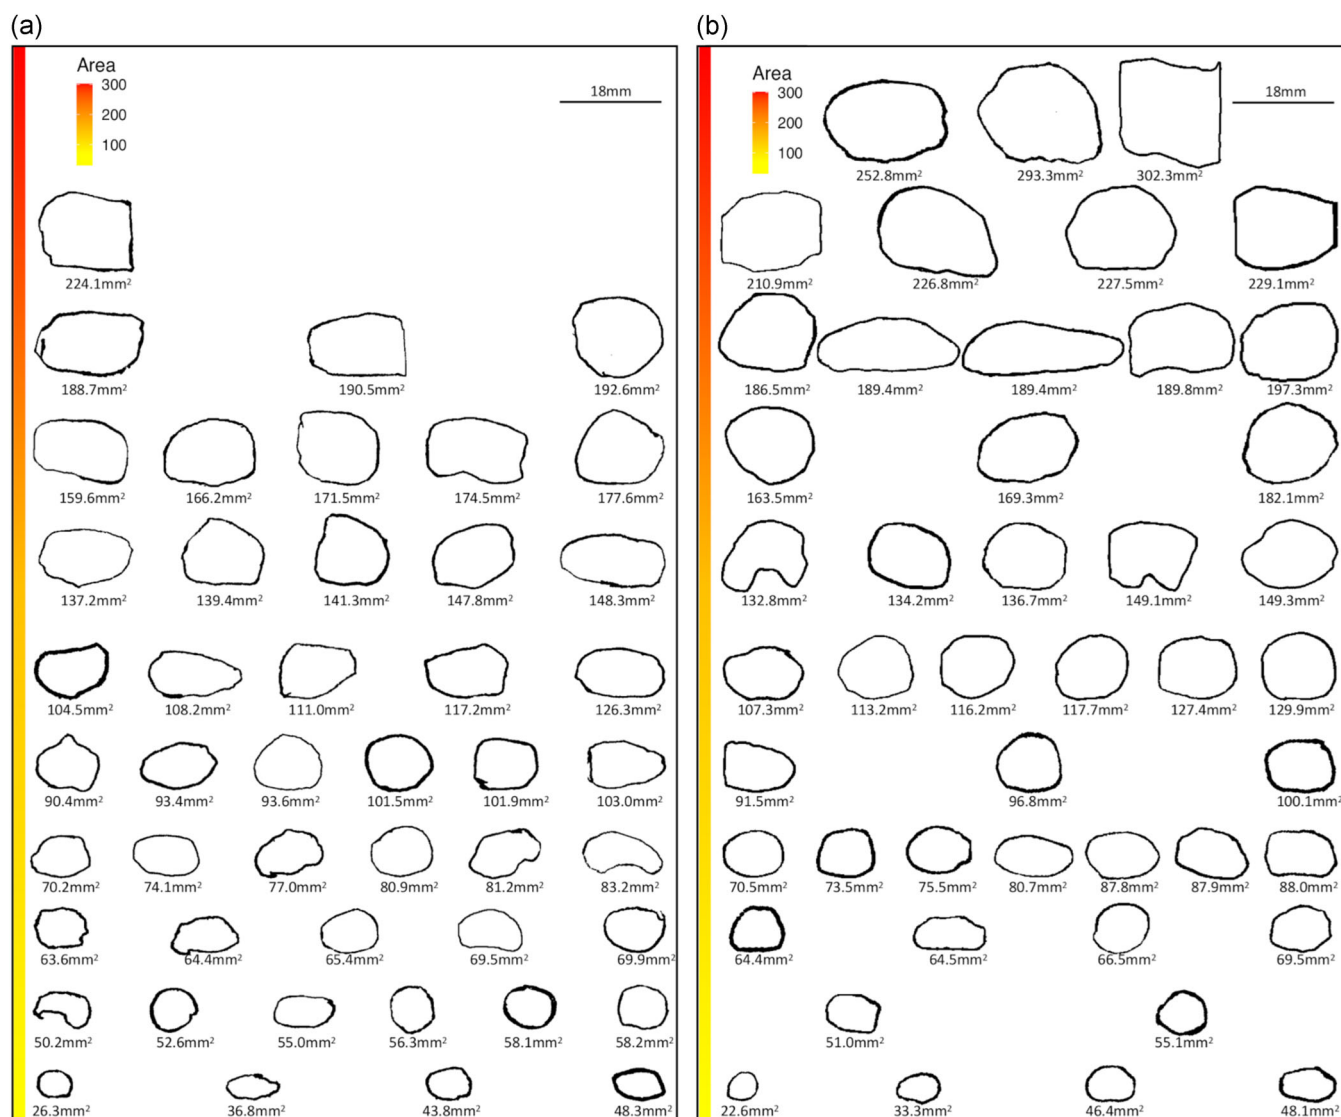 (a)
Area
300
200
100
18mm
224.1mm²
188.7mm² 190.5mm² 192.6mm²
159.6mm² 166.2mm² 171.5mm² 174.5mm² 177.6mm²
137.2mm² 139.4mm² 141.3mm² 147.8mm² 148.3mm²
104.5mm² 108.2mm² 111.0mm² 117.2mm² 126.3mm²
90.4mm² 93.4mm² 93.6mm² 101.5mm² 101.9mm² 103.0mm²
70.2mm² 74.1mm² 77.0mm² 80.9mm² 81.2mm² 83.2mm²
63.6mm² 64.4mm² 65.4mm² 69.5mm² 69.9mm²
50.2mm² 52.6mm² 55.0mm² 56.3mm² 58.1mm² 58.2mm²
26.3mm² 36.8mm² 43.8mm² 48.3mm²
(b)
Area
300
200
100
18mm
252.8mm² 293.3mm² 302.3mm²
210.9mm² 226.8mm² 227.5mm² 229.1mm²
186.5mm² 189.4mm² 189.4mm² 189.8mm² 197.3mm²
163.5mm² 169.3mm² 182.1mm²
132.8mm² 134.2mm² 136.7mm² 149.1mm² 149.3mm²
107.3mm² 113.2mm² 116.2mm² 117.7mm² 127.4mm² 129.9mm²
91.5mm² 96.8mm² 100.1mm²
70.5mm² 73.5mm² 75.5mm² 80.7mm² 87.8mm² 87.9mm² 88.0mm²
64.4mm² 64.5mm² 66.5mm² 69.5mm²
51.0mm² 55.1mm²
22.6mm² 33.3mm² 46.4mm² 48.1mm²